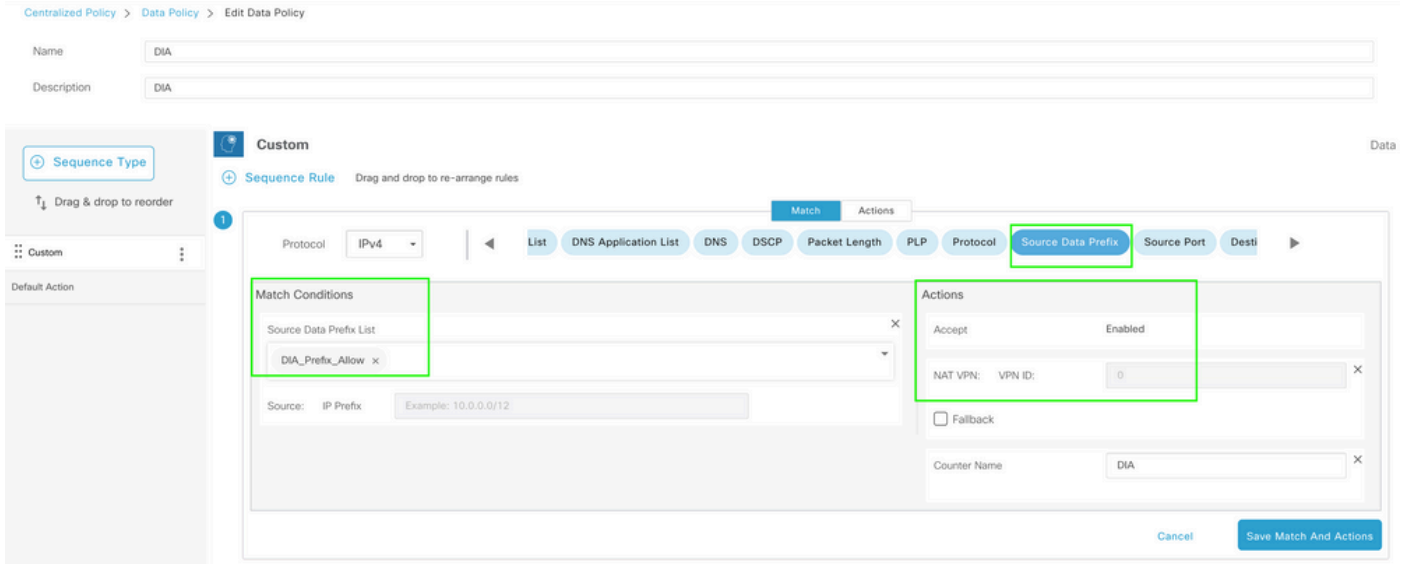 Centralized Policy > Data Policy > Edit Data Policy
Name DIA
Description DIA
Sequence Type
Drag & drop to reorder
Custom
Default Action
Custom
Data
Sequence Rule Drag and drop to re-arrange rules
1
Match Actions
Protocol IPv4
List DNS Application List DNS DSCP Packet Length PLP Protocol Source Data Prefix Source Port Desti
Match Conditions
Source Data Prefix List
DIA_Prefix_Allow ×
Source: IP Prefix Example: 10.0.0.0/12
Actions
Accept Enabled
NAT VPN: VPN ID: 0
Fallback
Counter Name DIA
Cancel Save Match And Actions